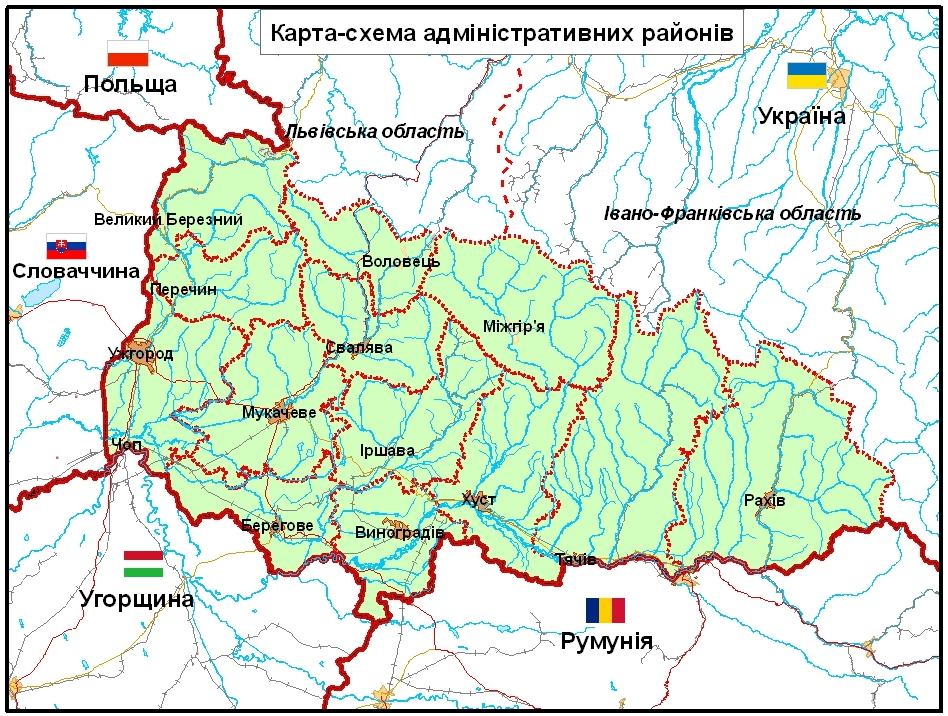 Карта-схема адміністративних районів
Польща
Україна
Львівська область
Івано-Франківська область
Великий Березний
Словаччина
Воловець
Перечин
Міжгір'я
Свалява
Ужгород
Мукачеве
Чоп
Іршава
Хуст
Рахів
Берегове
Виноградів
Тячів
Угорщина
Румунія